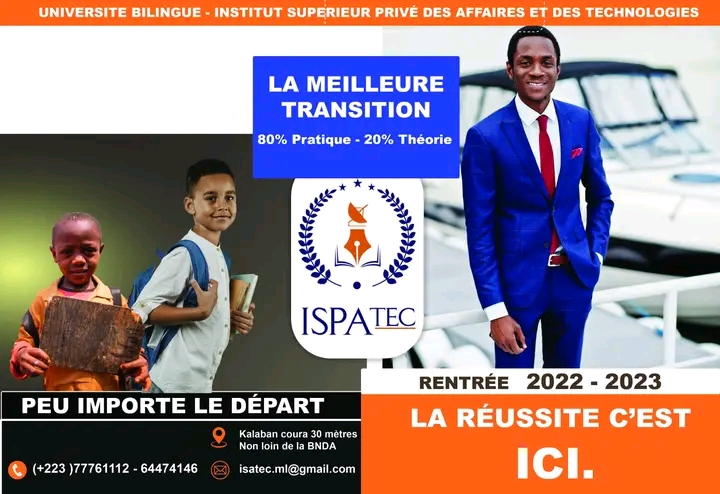 UNIVERSITE BILINGUE - INSTITUT SUPERIEUR PRIVÉ DES AFFAIRES ET DES TECHNOLOGIES
LA MEILLEURE
TRANSITION
80% Pratique - 20% Théorie
ISPATEC
PEU IMPORTE LE DÉPART
Kalaban coura 30 mètres
Non loin de la BNDA
(+223 )77761112 - 64474146
isatec.ml@gmail.com
RENTRÉE 2022 - 2023
LA RÉUSSITE C'EST
ICI.